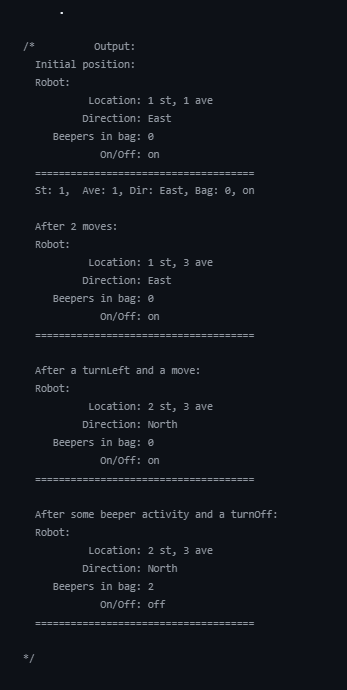 .
/*          Output:
  Initial position:
  Robot:
           Location: 1 st, 1 ave
          Direction: East
     Beepers in bag: 0
             On/Off: on
  =====================================
  St: 1,  Ave: 1, Dir: East, Bag: 0, on
  After 2 moves:
  Robot:
           Location: 1 st, 3 ave
          Direction: East
     Beepers in bag: 0
             On/Off: on
  =====================================
  After a turnLeft and a move:
  Robot:
           Location: 2 st, 3 ave
          Direction: North
     Beepers in bag: 0
             On/Off: on
  =====================================
  After some beeper activity and a turnOff:
  Robot:
           Location: 2 st, 3 ave
          Direction: North
     Beepers in bag: 2
             On/Off: off
  =====================================
*/